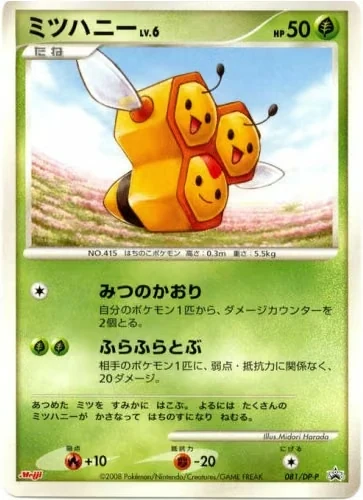 ミツハニー LV.6 HP 50
たね
NO.415 はちのこポケモン 高さ：0.3m 重さ：5.5kg
みつのかおり
自分のポケモン1匹から、ダメージカウンターを
2個とる。
ふらふらとぶ
相手のポケモン1匹に、弱点・抵抗力に関係なく、
20ダメージ。
あつめた ミツを すみかに はこぶ。よるには たくさんの
ミツハニーが かさなって はちのすになり ねむる。
Illus. Midori Harada
弱点 抵抗力 にげる
+10 -20
Meiji ©2008 Pokémon/Nintendo/Creatures/GAME FREAK 081/DP-P